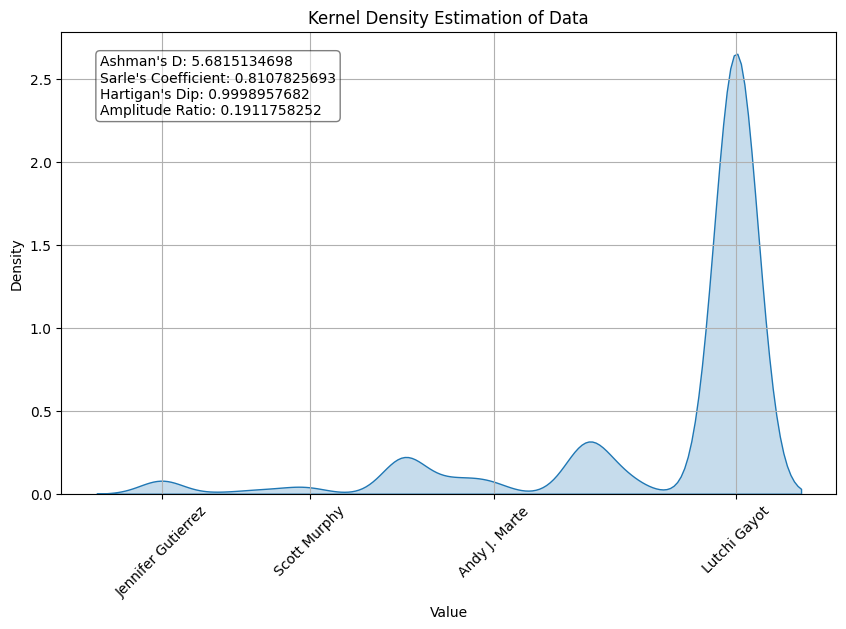 Kernel Density Estimation of Data
Ashman's D: 5.6815134698
Sarle's Coefficient: 0.8107825693
Hartigan's Dip: 0.9998957682
Amplitude Ratio: 0.1911758252
Density
2.5
2.0
1.5
1.0
0.5
0.0
Jennifer Gutierrez
Scott Murphy
Andy J. Marte
Lutchi Gayot
Value